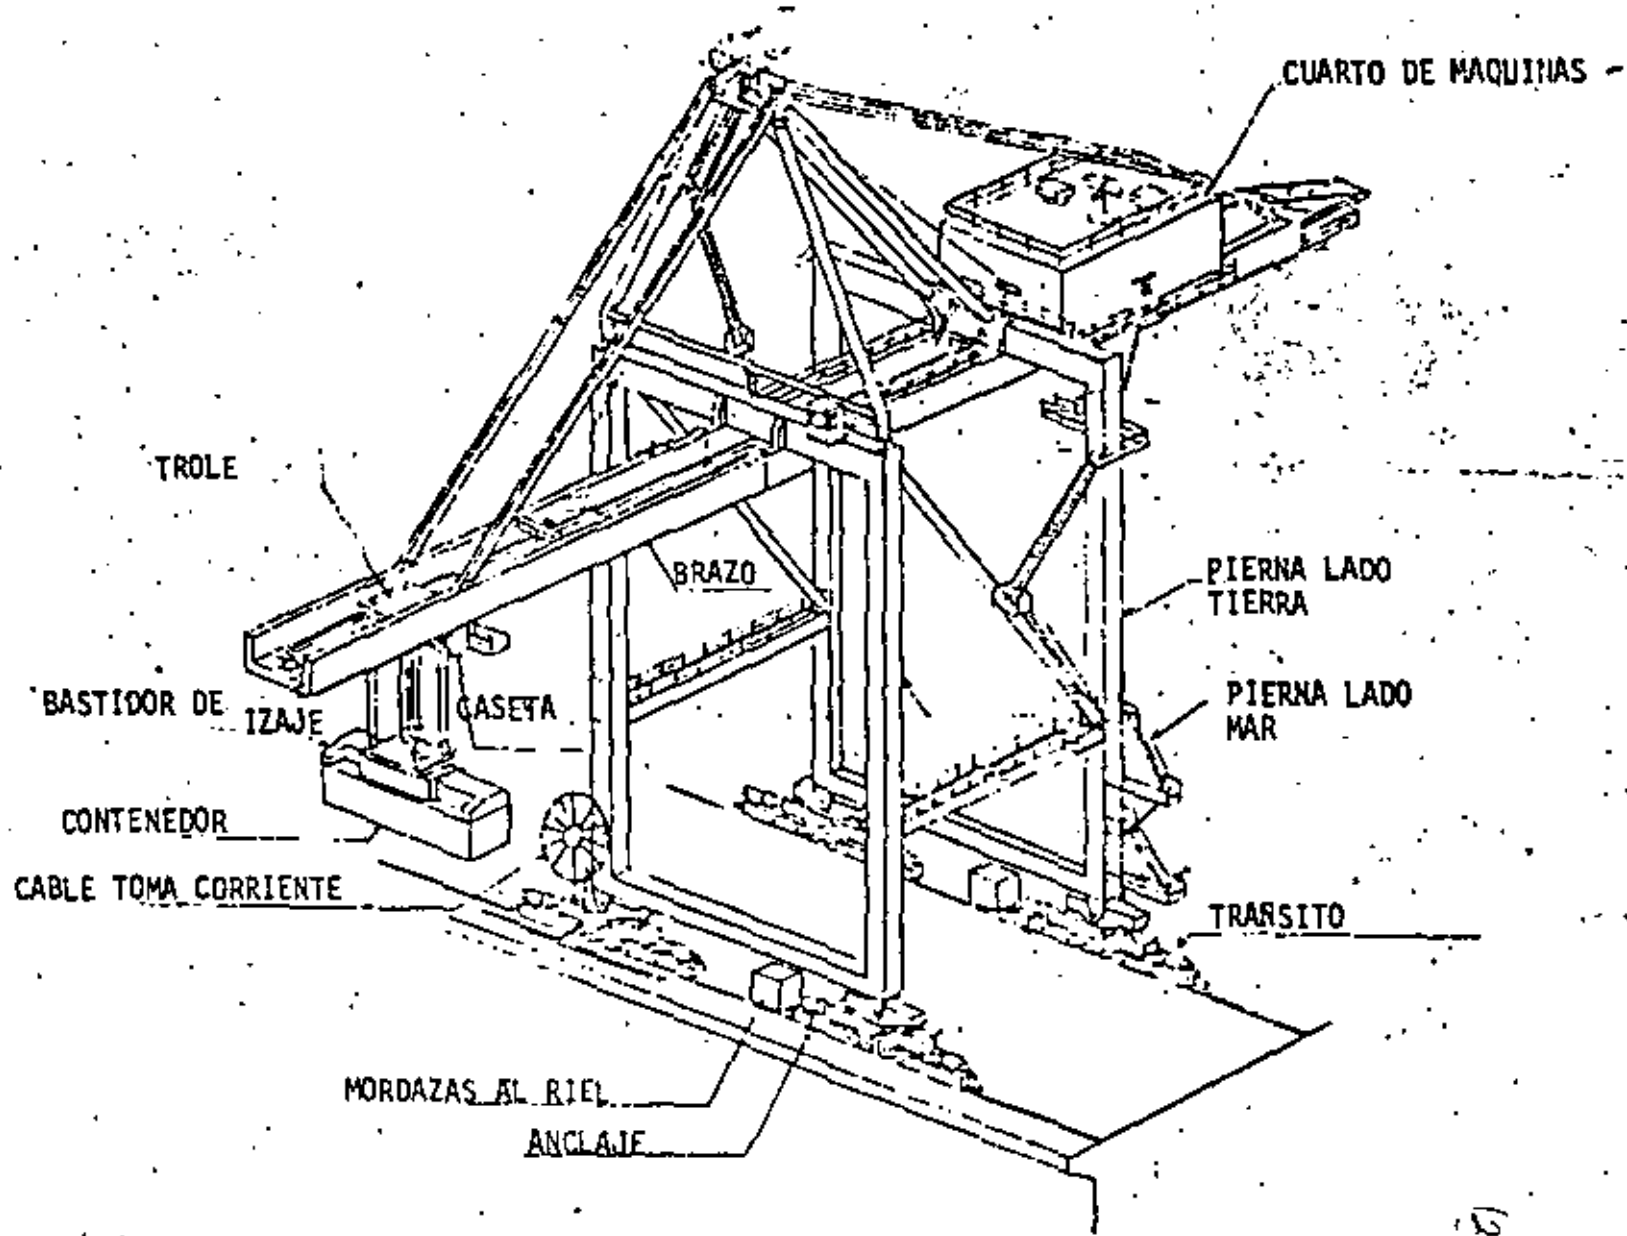 CUARTO DE MAQUINAS
TROLE
BRAZO
PIERNA LADO
TIERRA
BASTIDOR DE
IZAJE
CASETA
PIERNA LADO
MAR
CONTENEDOR
CABLE TOMA CORRIENTE
TRANSITO
MORDAZAS AL RIEL
ANCLAJE